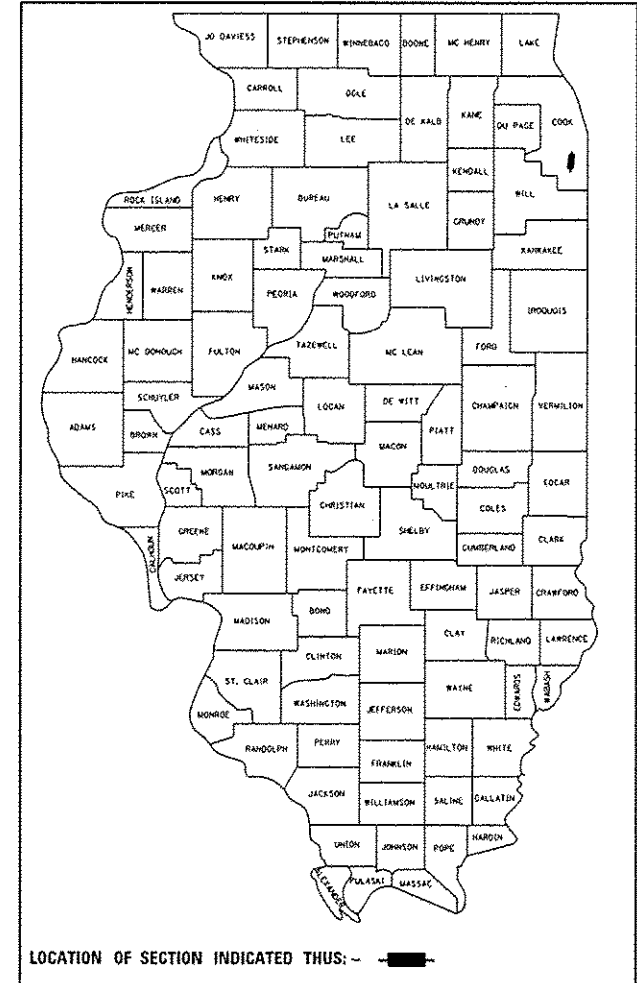 JO DAVIESS STEPHENSON WINNEBAGO BOONE MC HENRY LAKE
CARROLL OGLE DE KALB KANE DU PAGE COOK
WHITESIDE LEE KENDALL WILL
ROCK ISLAND HENRY BUREAU LA SALLE GRUNDY
MERCER STARK PUTNAM KANKAKEE
HENDERSON WARREN KNOX MARSHALL LIVINGSTON
PEORIA WOODFORD IROQUOIS
HANCOCK MC DONOUGH FULTON TAZEWELL MC LEAN FORD
SCHUYLER MASON LOGAN DE WITT CHAMPAIGN VERMILION
ADAMS BROWN CASS MENARD MACON PIATT
PIKE SCOTT MORGAN SANGAMON MOULTRIE DOUGLAS EDGAR
CHRISTIAN COLES
CALHOUN GREENE MACOUPIN MONTGOMERY SHELBY CUMBERLAND CLARK
JERSEY FAYETTE EFFINGHAM JASPER CRAWFORD
MADISON BOND CLAY RICHLAND LAWRENCE
ST. CLAIR CLINTON MARION WAYNE EDWARDS WABASH
MONROE WASHINGTON JEFFERSON
RANDOLPH PERRY FRANKLIN HAMILTON WHITE
JACKSON WILLIAMSON SALINE GALLATIN
UNION JOHNSON POPE HARDIN
ALEXANDER PULASKI MASSAC
LOCATION OF SECTION INDICATED THUS: -